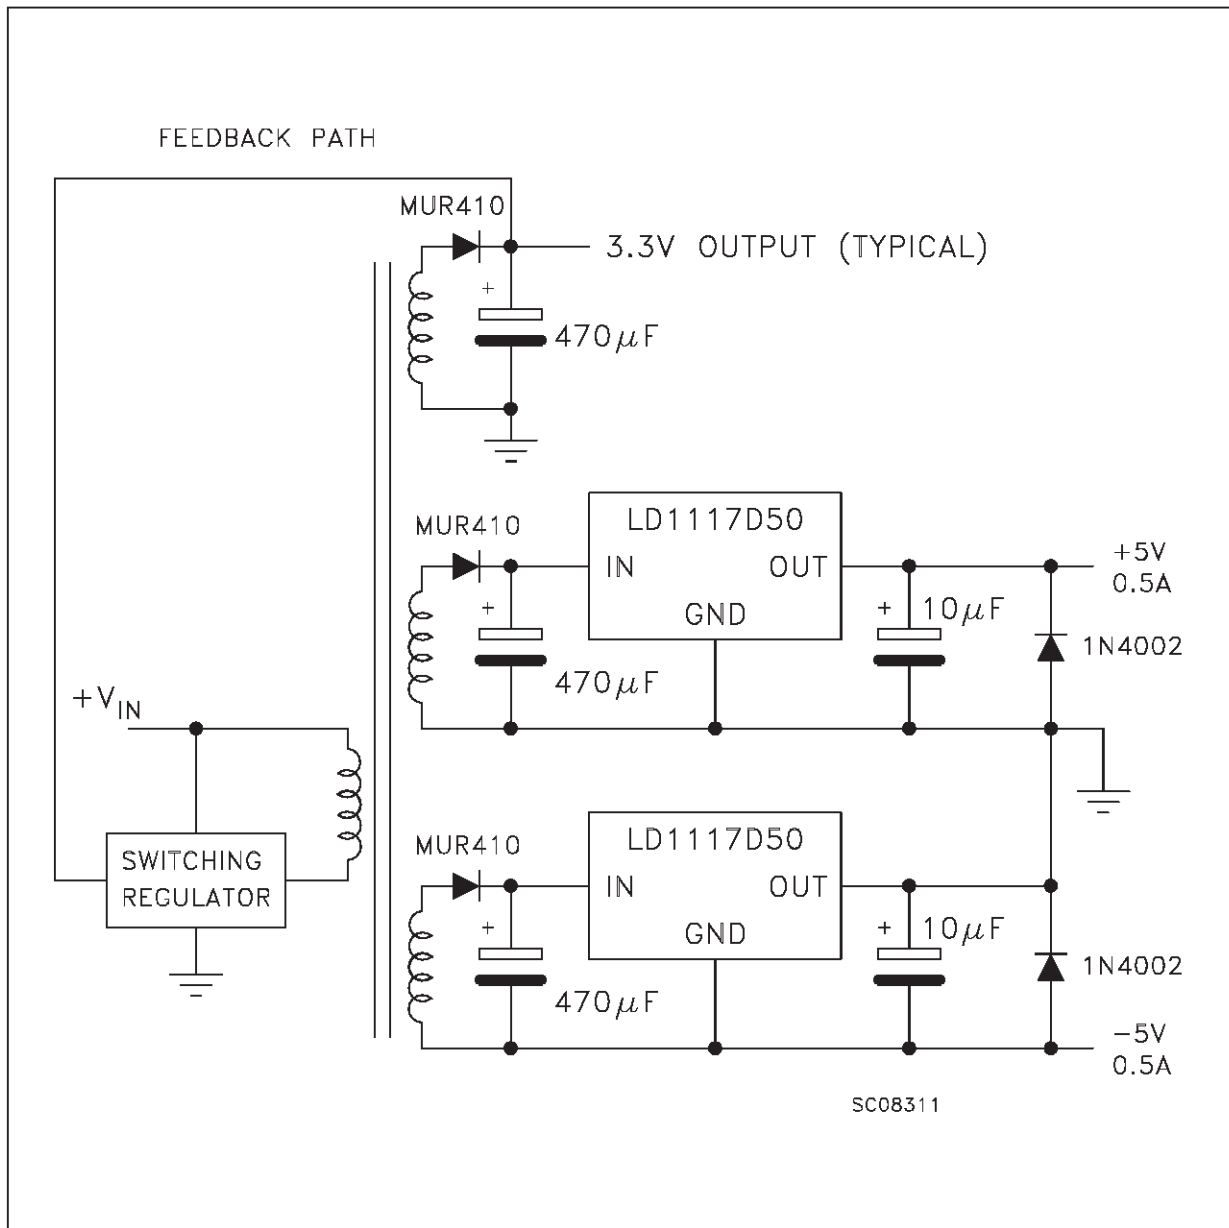 FEEDBACK PATH
MUR410
3.3V OUTPUT (TYPICAL)
+
470μF
MUR410
LD1117D50
IN
OUT
GND
+
470μF
+
10μF
+5V
0.5A
1N4002
+VIN
SWITCHING
REGULATOR
MUR410
LD1117D50
IN
OUT
GND
+
470μF
+
10μF
1N4002
−5V
0.5A
SC08311